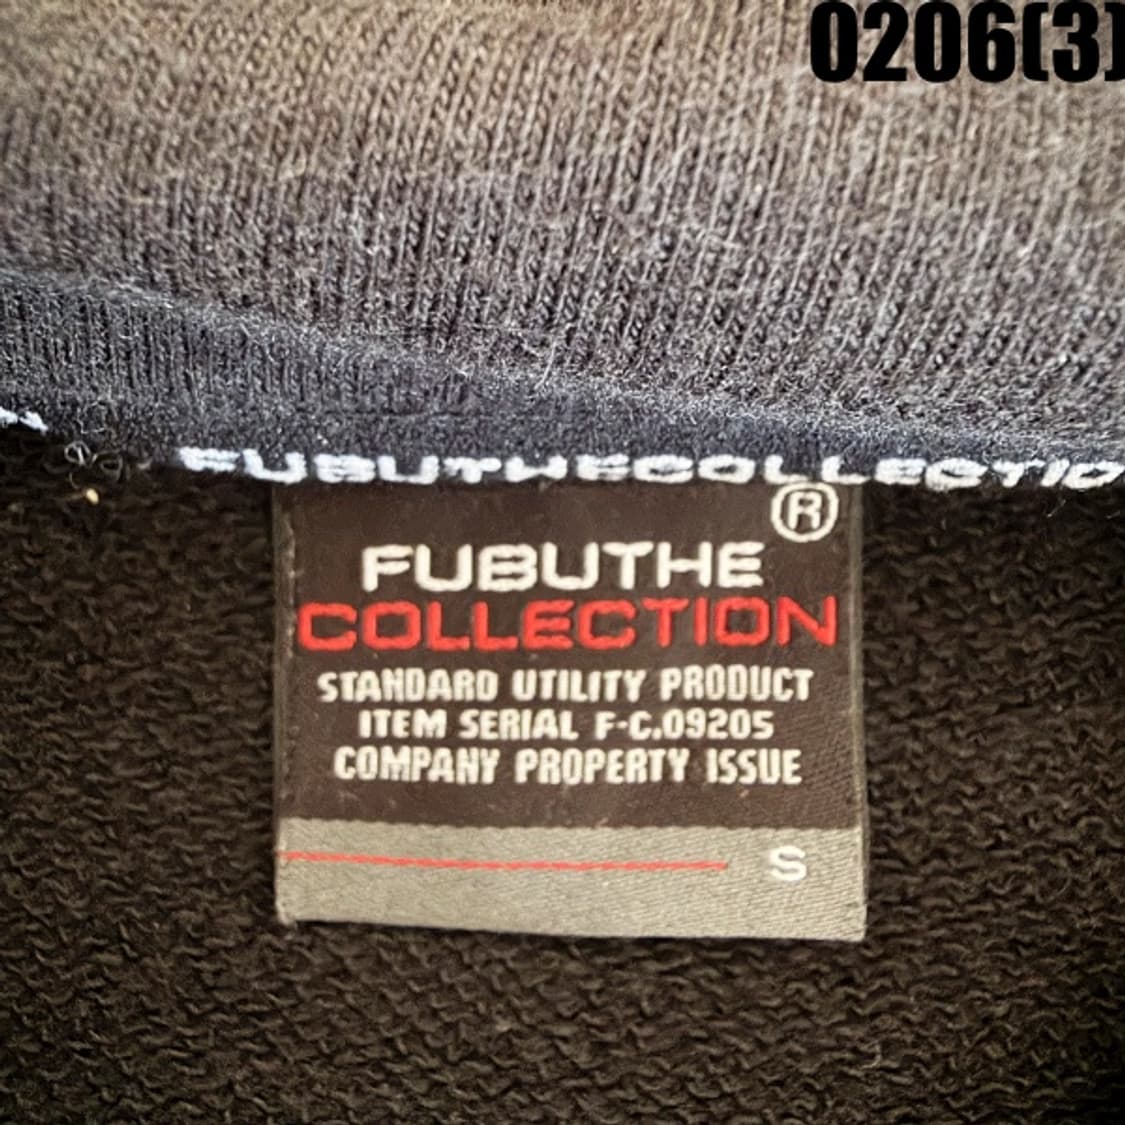 0206(3)
FUBUTHECOLLECTIO
®
FUBUTHE
COLLECTION
STANDARD UTILITY PRODUCT
ITEM SERIAL F-C.09205
COMPANY PROPERTY ISSUE
S